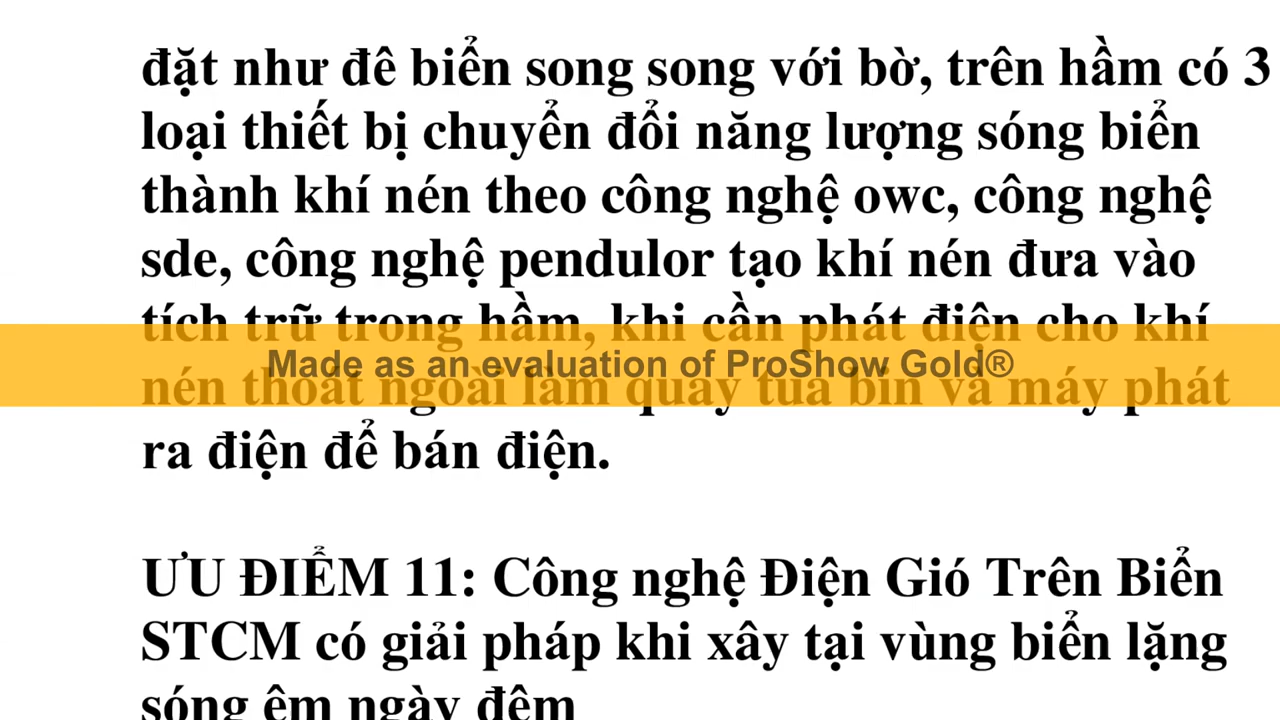 đặt như đê biển song song với bờ, trên hầm có 3
loại thiết bị chuyển đổi năng lượng sóng biển
thành khí nén theo công nghệ owc, công nghệ
sde, công nghệ pendulor tạo khí nén đưa vào
tích trữ trong hầm, khi cần phát điện cho khí
Made as an evaluation of ProShow Gold®
nén thoát ngoài làm quay tua bin và máy phát
ra điện để bán điện.
ƯU ĐIỂM 11: Công nghệ Điện Gió Trên Biển
STCM có giải pháp khi xây tại vùng biển lặng
sóng êm ngày đêm